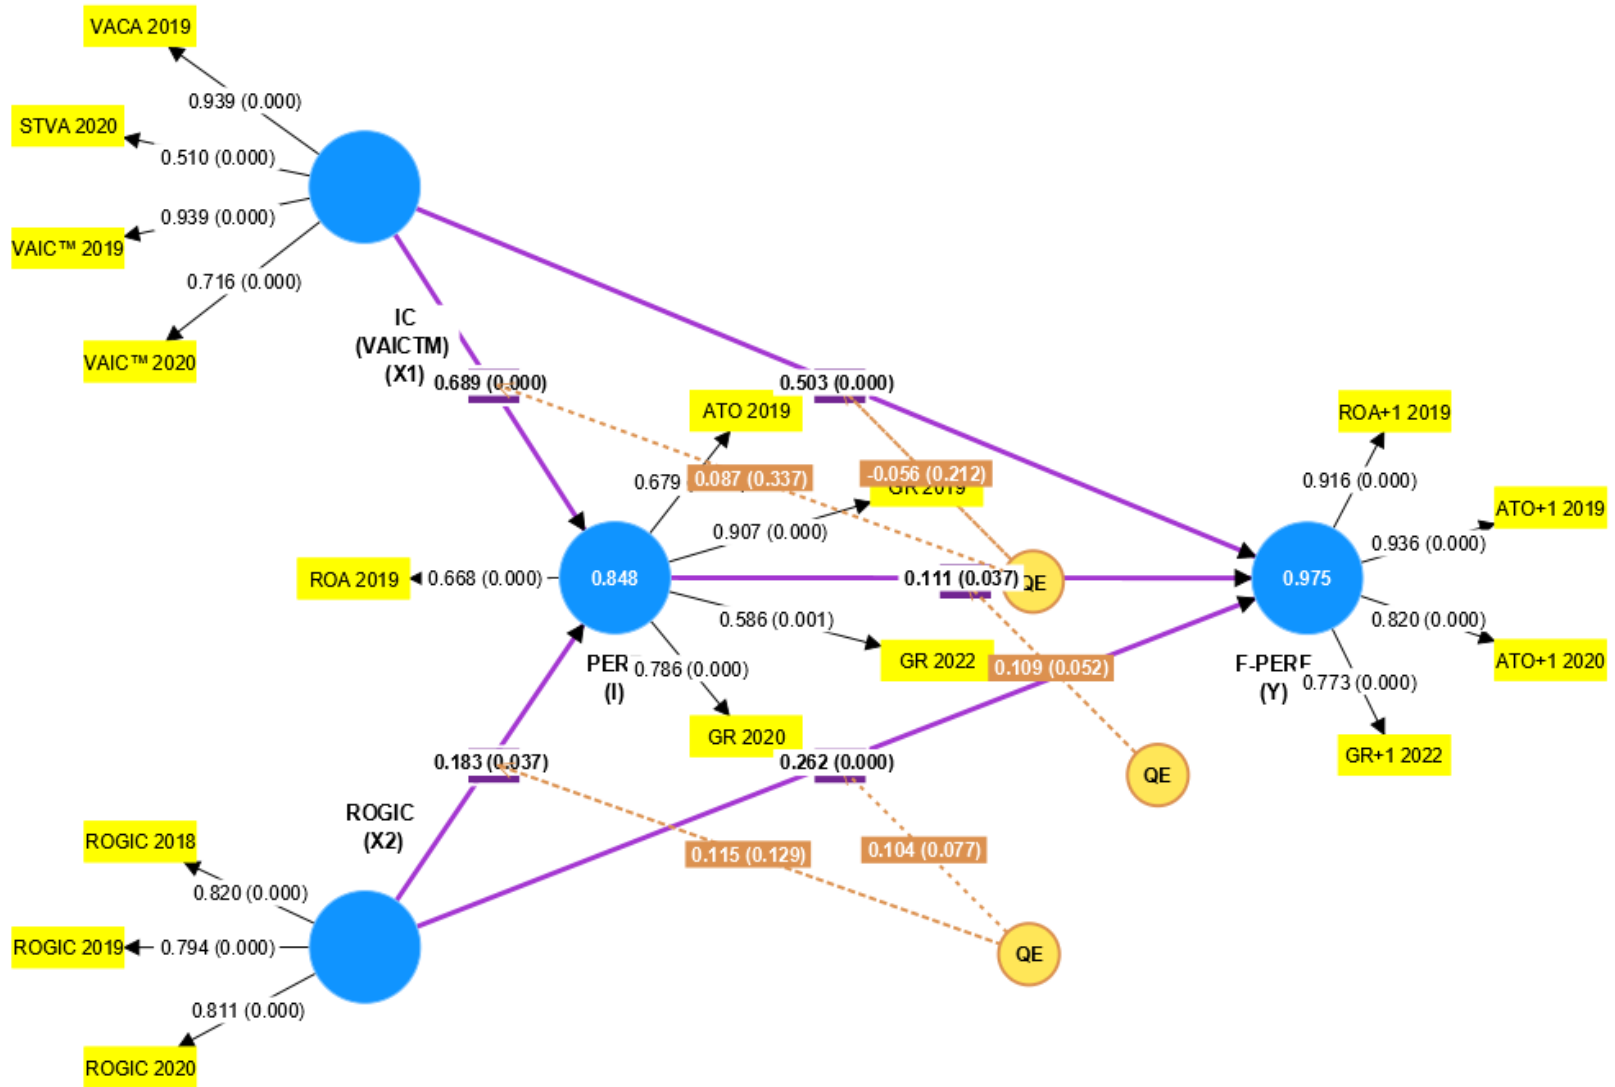 VACA 2019
0.939 (0.000)
STVA 2020
0.510 (0.000)
0.939 (0.000)
VAIC™ 2019
0.716 (0.000)
VAIC™ 2020
IC
(VAICTM)
(X1)
0.689 (0.000)
0.503 (0.000)
ATO 2019
ROA+1 2019
0.679
0.087 (0.337)
-0.056 (0.212)
GR 2019
0.916 (0.000)
ATO+1 2019
0.907 (0.000)
0.936 (0.000)
ROA 2019
0.668 (0.000)
0.848
0.111 (0.037)
QE
0.975
0.586 (0.001)
0.820 (0.000)
GR 2022
ATO+1 2020
PER
(I)
0.786 (0.000)
0.109 (0.052)
F-PERF
(Y)
0.773 (0.000)
GR 2020
GR+1 2022
0.183 (0.037)
0.262 (0.000)
QE
ROGIC
(X2)
ROGIC 2018
0.115 (0.129)
0.104 (0.077)
0.820 (0.000)
ROGIC 2019
0.794 (0.000)
QE
0.811 (0.000)
ROGIC 2020